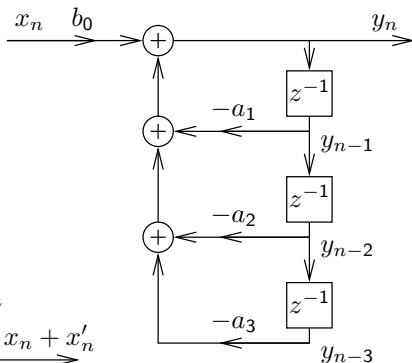 x_n b_0 + y_n
z^{-1}
+ -a_1 y_{n-1}
z^{-1}
+ -a_2 y_{n-2}
z^{-1}
x_n + x'_n -a_3 y_{n-3}